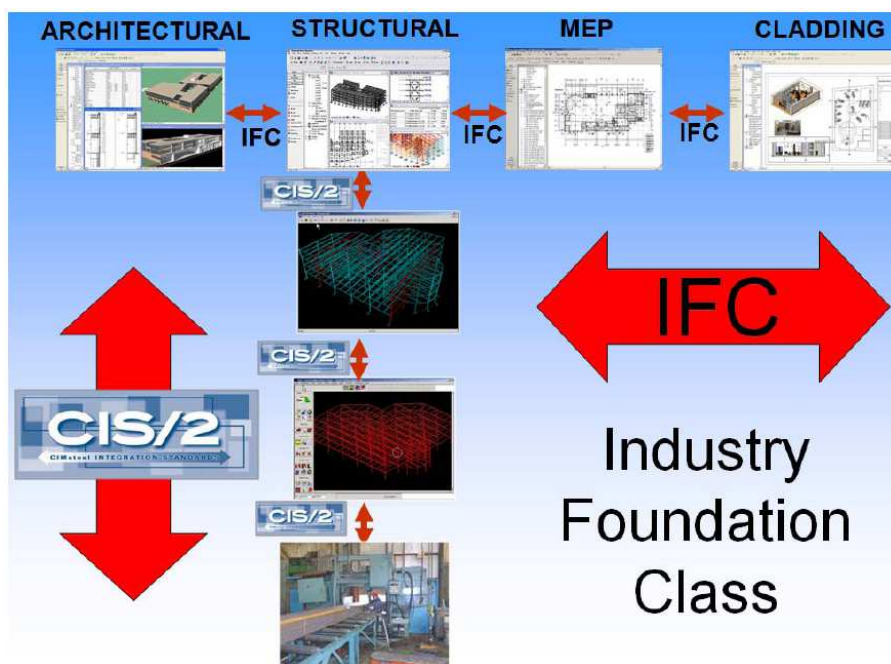 ARCHITECTURAL STRUCTURAL MEP CLADDING
IFC IFC IFC
CIS/2
CIS/2
CIS/2
CIS/2
CIMsteel INTEGRATION STANDARDS
IFC
Industry
Foundation
Class